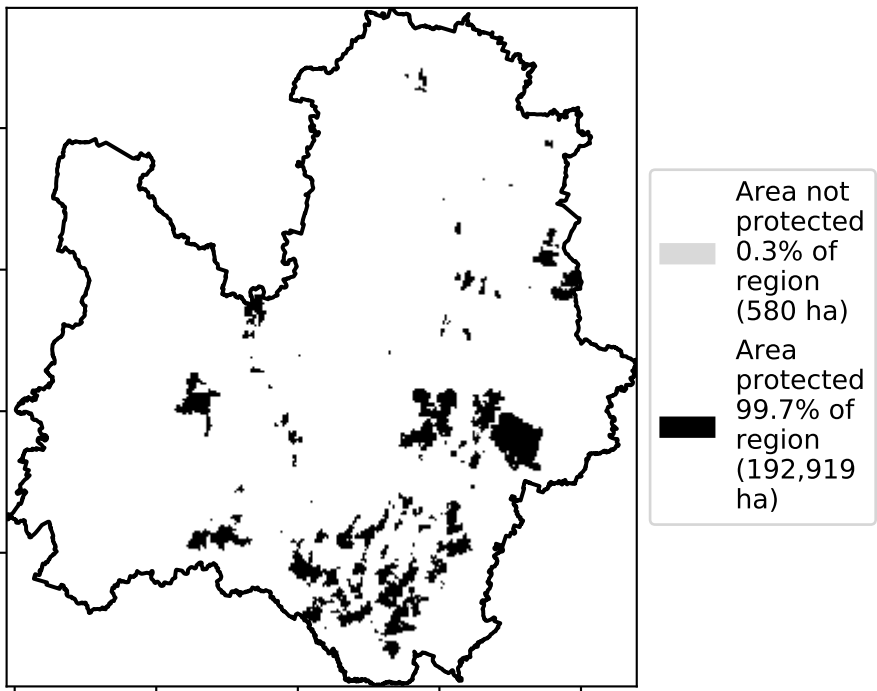 Area not
protected
0.3% of
region
(580 ha)
Area
protected
99.7% of
region
(192,919
ha)